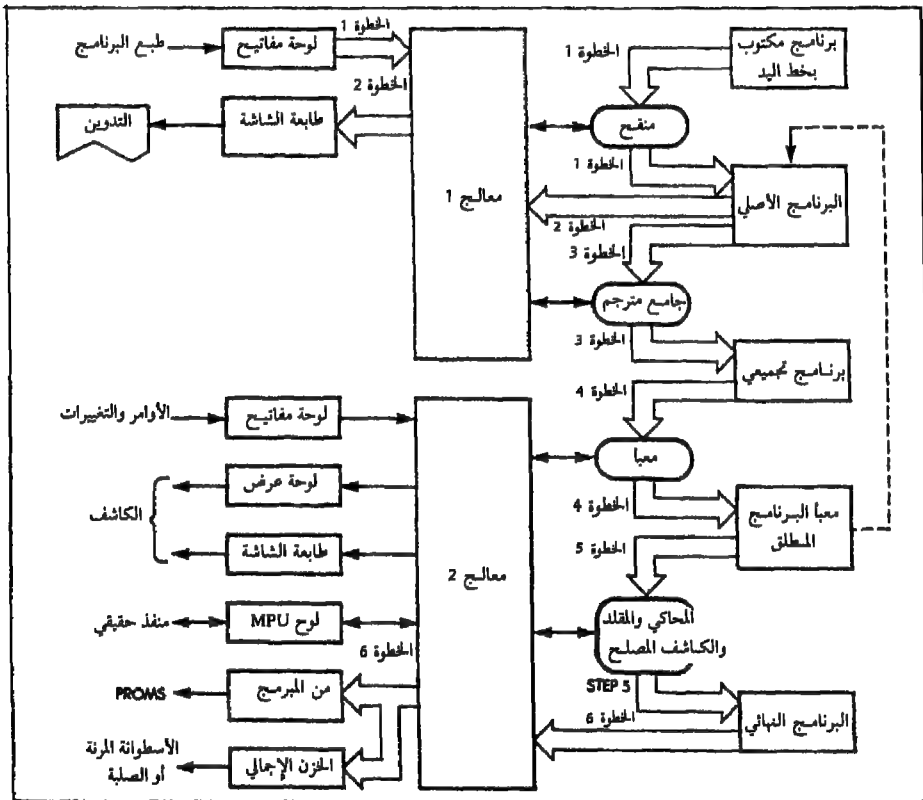 الخطوة 1
طبع البرنامج
لوحة مفاتيح
برنامج مكتوب
بخط اليد
الخطوة 1
الخطوة 2
التدوين
طابعة الشاشة
منقح
الخطوة 1
معالج 1
البرنامج الأصلي
الخطوة 2
الخطوة 3
جامع مترجم
الخطوة 3
برنامج تجميعي
الخطوة 4
الأوامر والتغييرات
لوحة مفاتيح
معبا
لوحة عرض
الكاشف
طابعة الشاشة
الخطوة 4
معبأ البرنامج
المطلق
الخطوة 5
معالج 2
منفذ حقيقي
لوح MPU
المحاكي والمقلد
والكاشف المصلح
الخطوة 6
STEP 5
PROMS
من المبرمج
الخطوة 6
البرنامج النهائي
الأسطوانة المرنة
أو الصلبة
الخزن الإجمالي